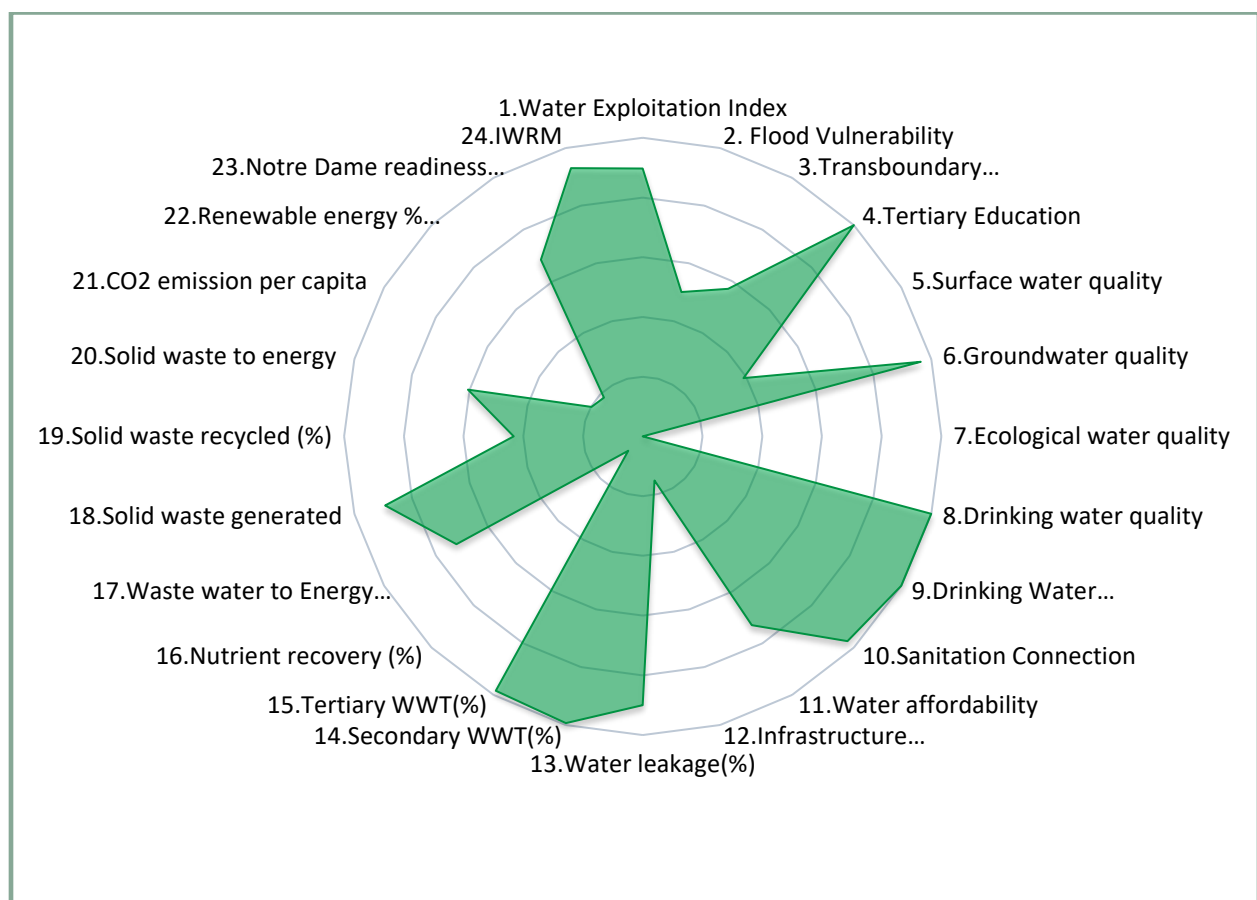 1.Water Exploitation Index
2. Flood Vulnerability
3.Transboundary...
4.Tertiary Education
5.Surface water quality
6.Groundwater quality
7.Ecological water quality
8.Drinking water quality
9.Drinking Water...
10.Sanitation Connection
11.Water affordability
12.Infrastructure...
13.Water leakage(%)
14.Secondary WWT(%)
15.Tertiary WWT(%)
16.Nutrient recovery (%)
17.Waste water to Energy...
18.Solid waste generated
19.Solid waste recycled (%)
20.Solid waste to energy
21.CO2 emission per capita
22.Renewable energy %...
23.Notre Dame readiness...
24.IWRM